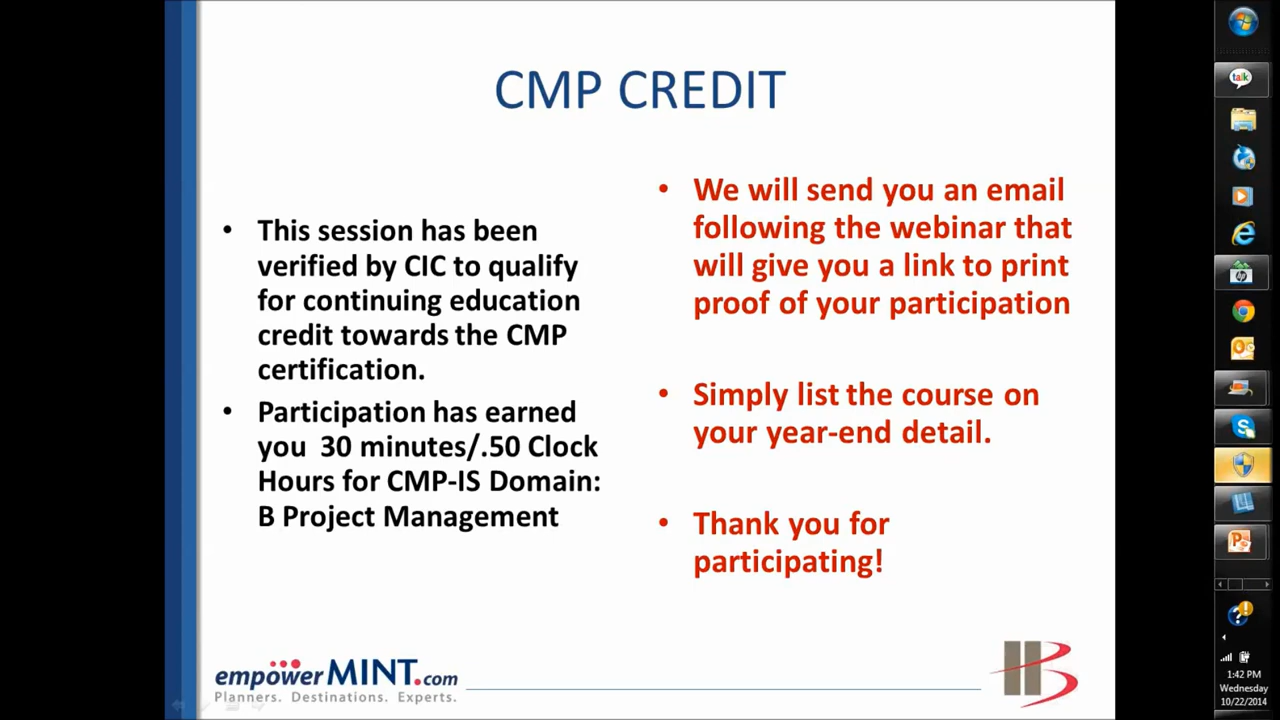 CMP CREDIT
• This session has been
verified by CIC to qualify
for continuing education
credit towards the CMP
certification.
• Participation has earned
you 30 minutes/.50 Clock
Hours for CMP-IS Domain:
B Project Management
• We will send you an email
following the webinar that
will give you a link to print
proof of your participation
• Simply list the course on
your year-end detail.
• Thank you for
participating!
empowerMINT.com
Planners. Destinations. Experts.
talk
hp
1:42 PM
Wednesday
10/22/2014